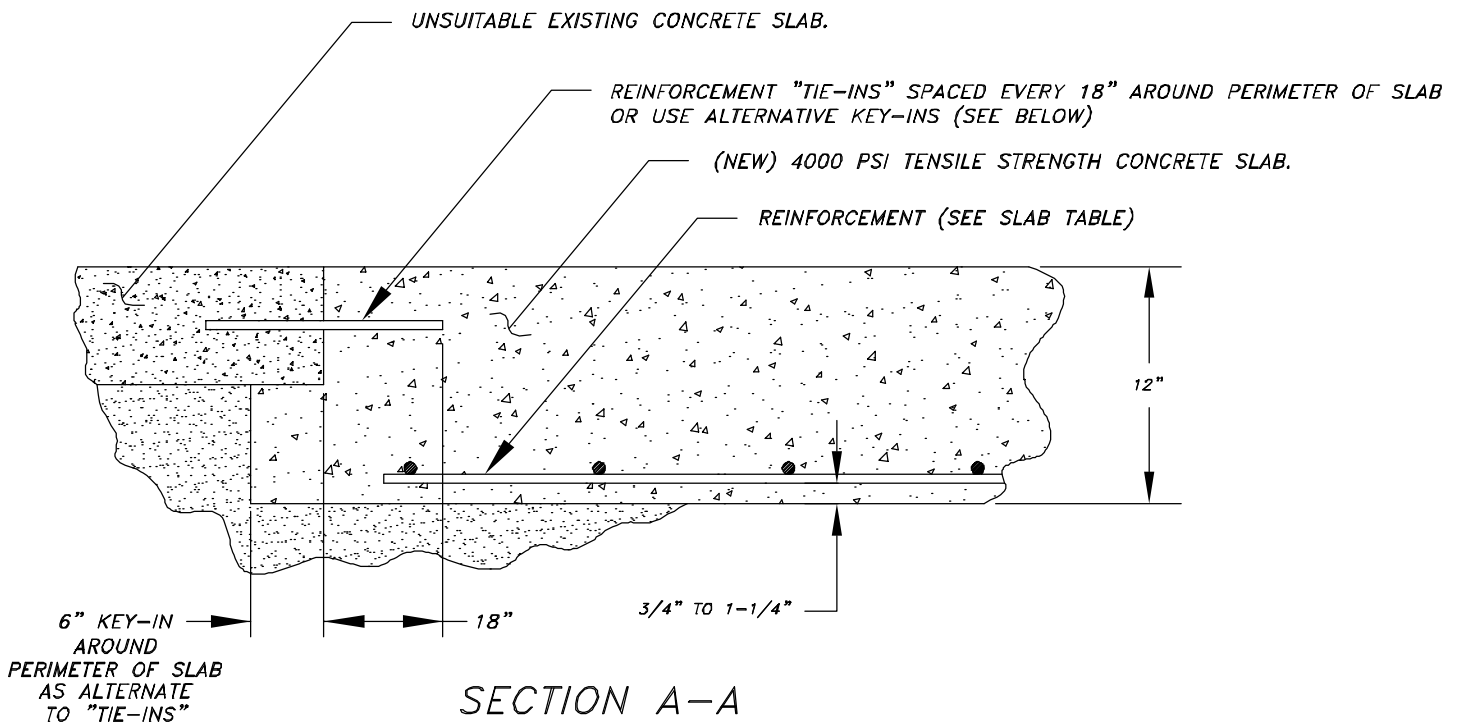 UNSUITABLE EXISTING CONCRETE SLAB.
REINFORCEMENT "TIE-INS" SPACED EVERY 18" AROUND PERIMETER OF SLAB
OR USE ALTERNATIVE KEY-INS (SEE BELOW)
(NEW) 4000 PSI TENSILE STRENGTH CONCRETE SLAB.
REINFORCEMENT (SEE SLAB TABLE)
12"
3/4" TO 1-1/4"
18"
6" KEY-IN
AROUND
PERIMETER OF SLAB
AS ALTERNATE
TO "TIE-INS"
SECTION A-A